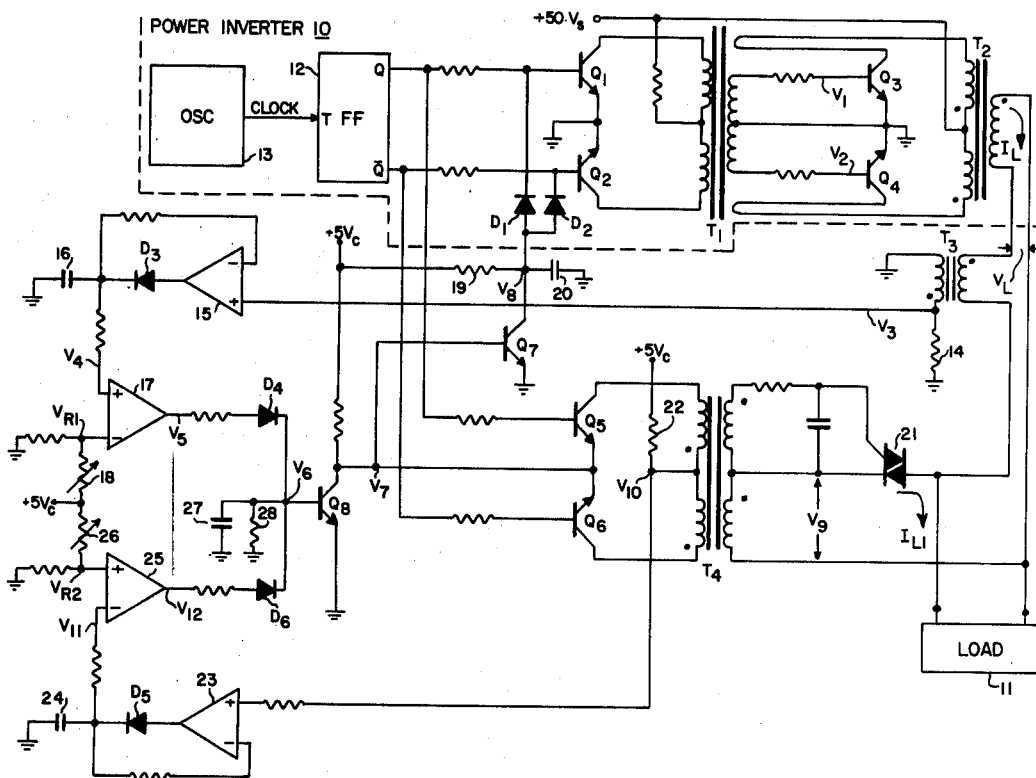 POWER INVERTER 10
+50 Vs
OSC
13
CLOCK
12
T FF
Q
Q̄
Q1
Q2
D1
D2
T1
V1
V2
Q3
Q4
T2
IL
+5Vc
16
D3
15
19
V8
20
T3
VL
V3
14
V4
17
V5
D4
Q7
+5Vc
VR1
18
+5Vc
26
VR2
27
28
V6
Q8
V7
Q5
Q6
22
V10
T4
V9
21
IL1
25
V12
D6
V11
24
D5
23
LOAD
11